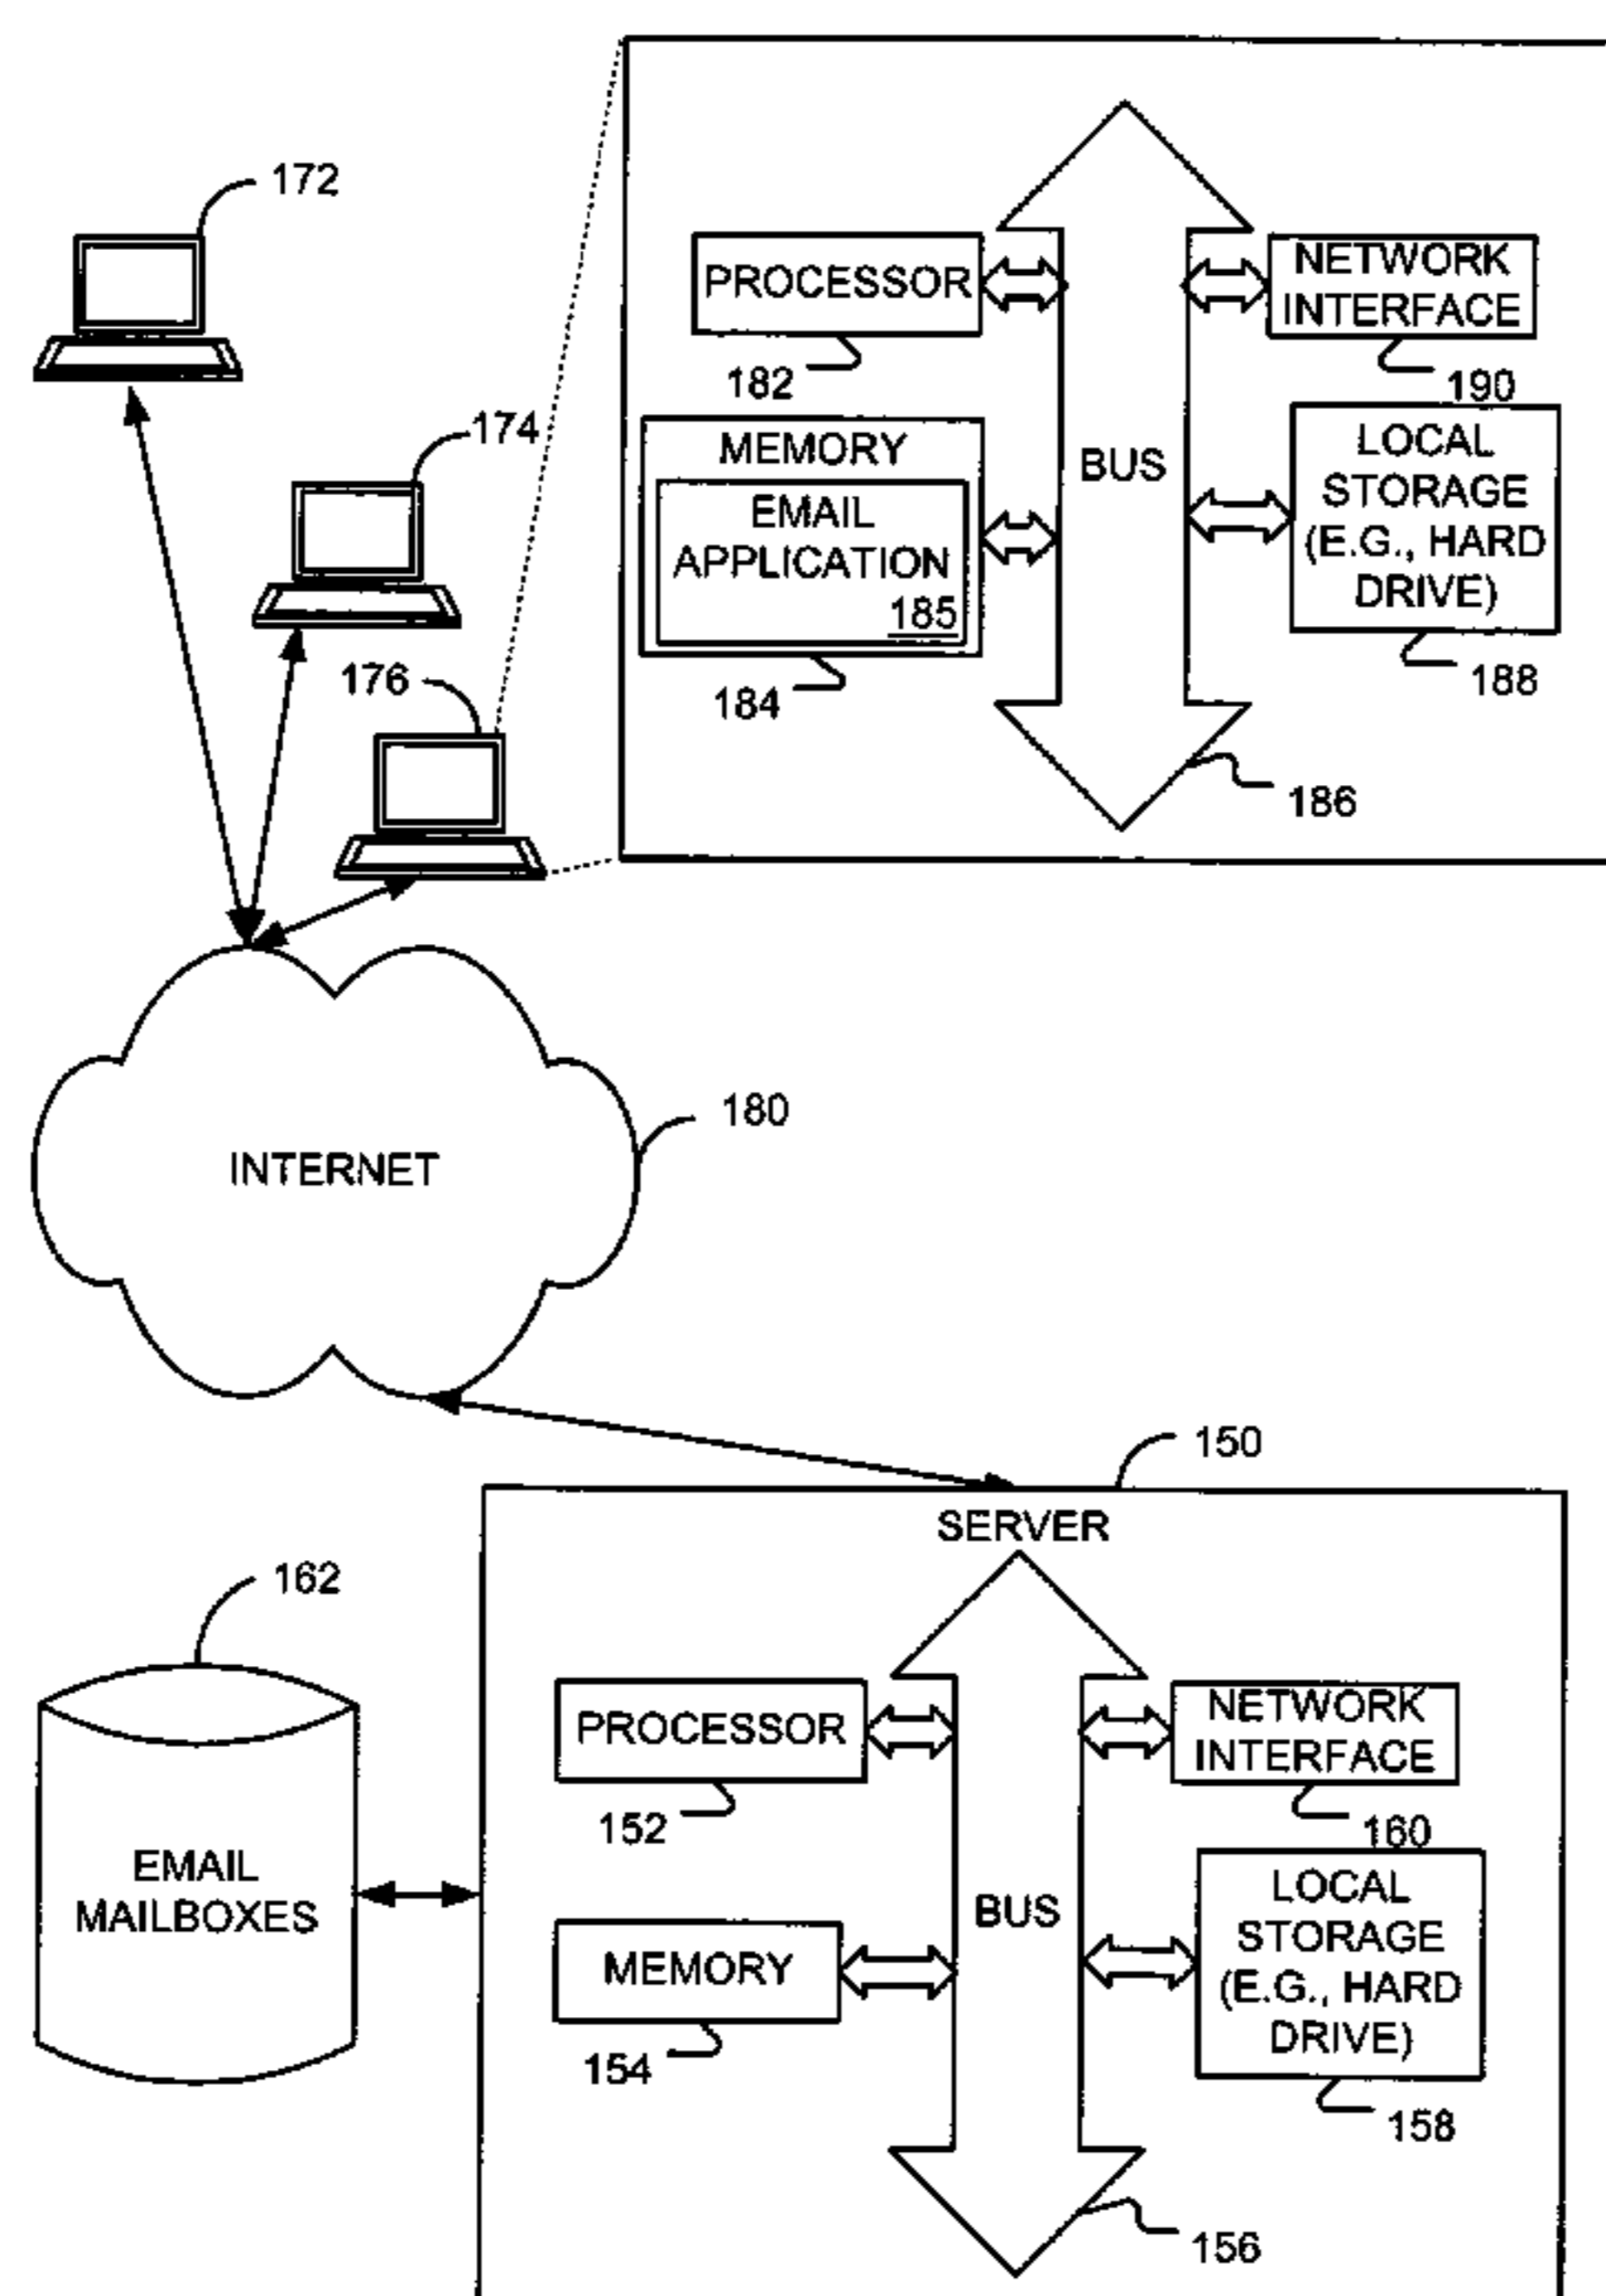 172
PROCESSOR
182
NETWORK
INTERFACE
190
174
MEMORY
EMAIL
APPLICATION
185
184
BUS
LOCAL
STORAGE
(E.G., HARD
DRIVE)
188
176
186
INTERNET
180
150
SERVER
162
EMAIL
MAILBOXES
PROCESSOR
152
NETWORK
INTERFACE
160
MEMORY
154
BUS
LOCAL
STORAGE
(E.G., HARD
DRIVE)
158
156